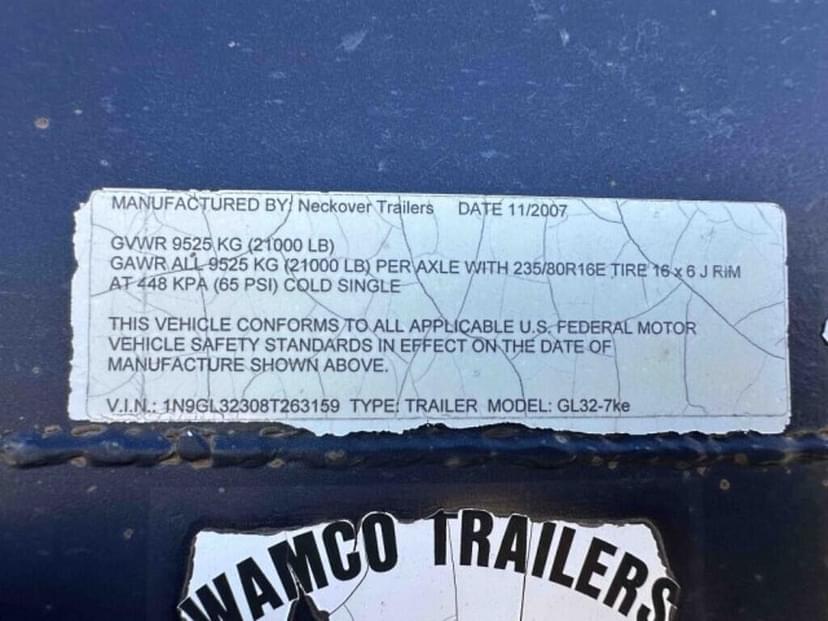 MANUFACTURED BY: Neckover Trailers DATE 11/2007
GVWR 9525 KG (21000 LB)
GAWR ALL 9525 KG (21000 LB) PER AXLE WITH 235/80R16E TIRE 16 x 6 J RIM
AT 448 KPA (65 PSI) COLD SINGLE
THIS VEHICLE CONFORMS TO ALL APPLICABLE U.S. FEDERAL MOTOR
VEHICLE SAFETY STANDARDS IN EFFECT ON THE DATE OF
MANUFACTURE SHOWN ABOVE.
V.I.N.: 1N9GL32308T263159 TYPE: TRAILER MODEL: GL32-7ke
WAMCO TRAILERS